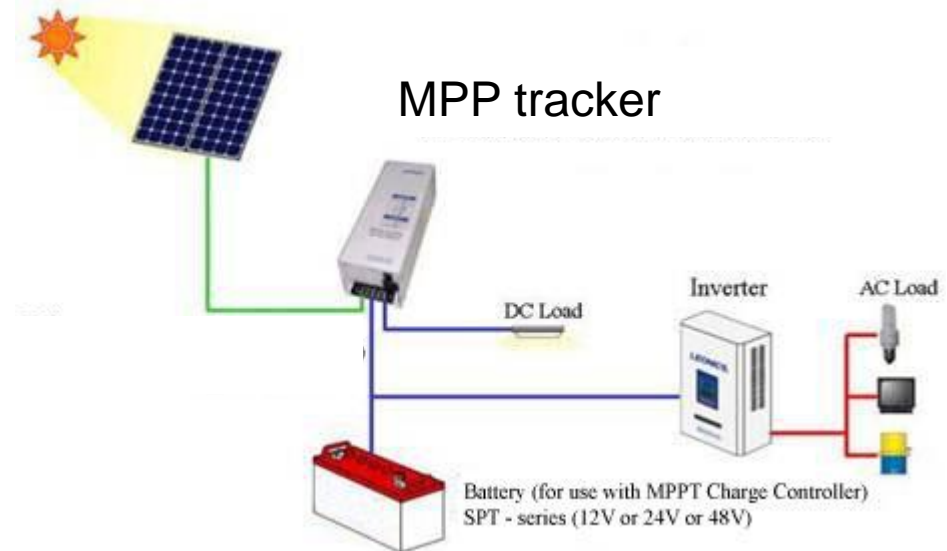 MPP tracker
DC Load
Inverter
AC Load
LEONICS
Battery (for use with MPPT Charge Controller)
SPT - series (12V or 24V or 48V)